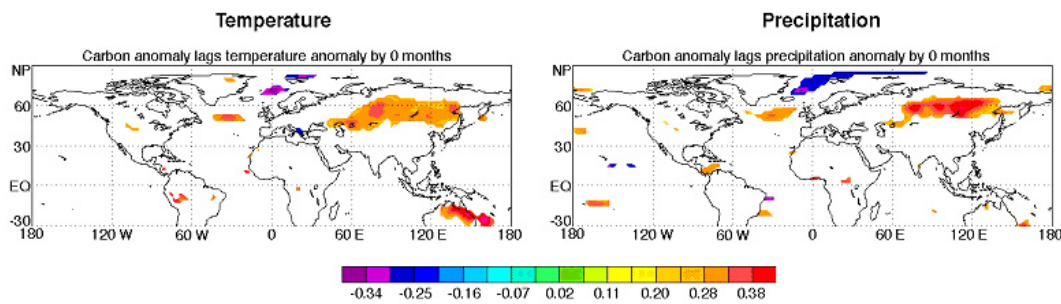 Temperature
Precipitation
Carbon anomaly lags temperature anomaly by 0 months
Carbon anomaly lags precipitation anomaly by 0 months
NP
60
30
EQ
-30
180
120 W
60 W
0
60 E
120 E
180
NP
60
30
EQ
-30
180
120 W
60 W
0
60 E
120 E
180
-0.34
-0.25
-0.16
-0.07
0.02
0.11
0.20
0.28
0.38